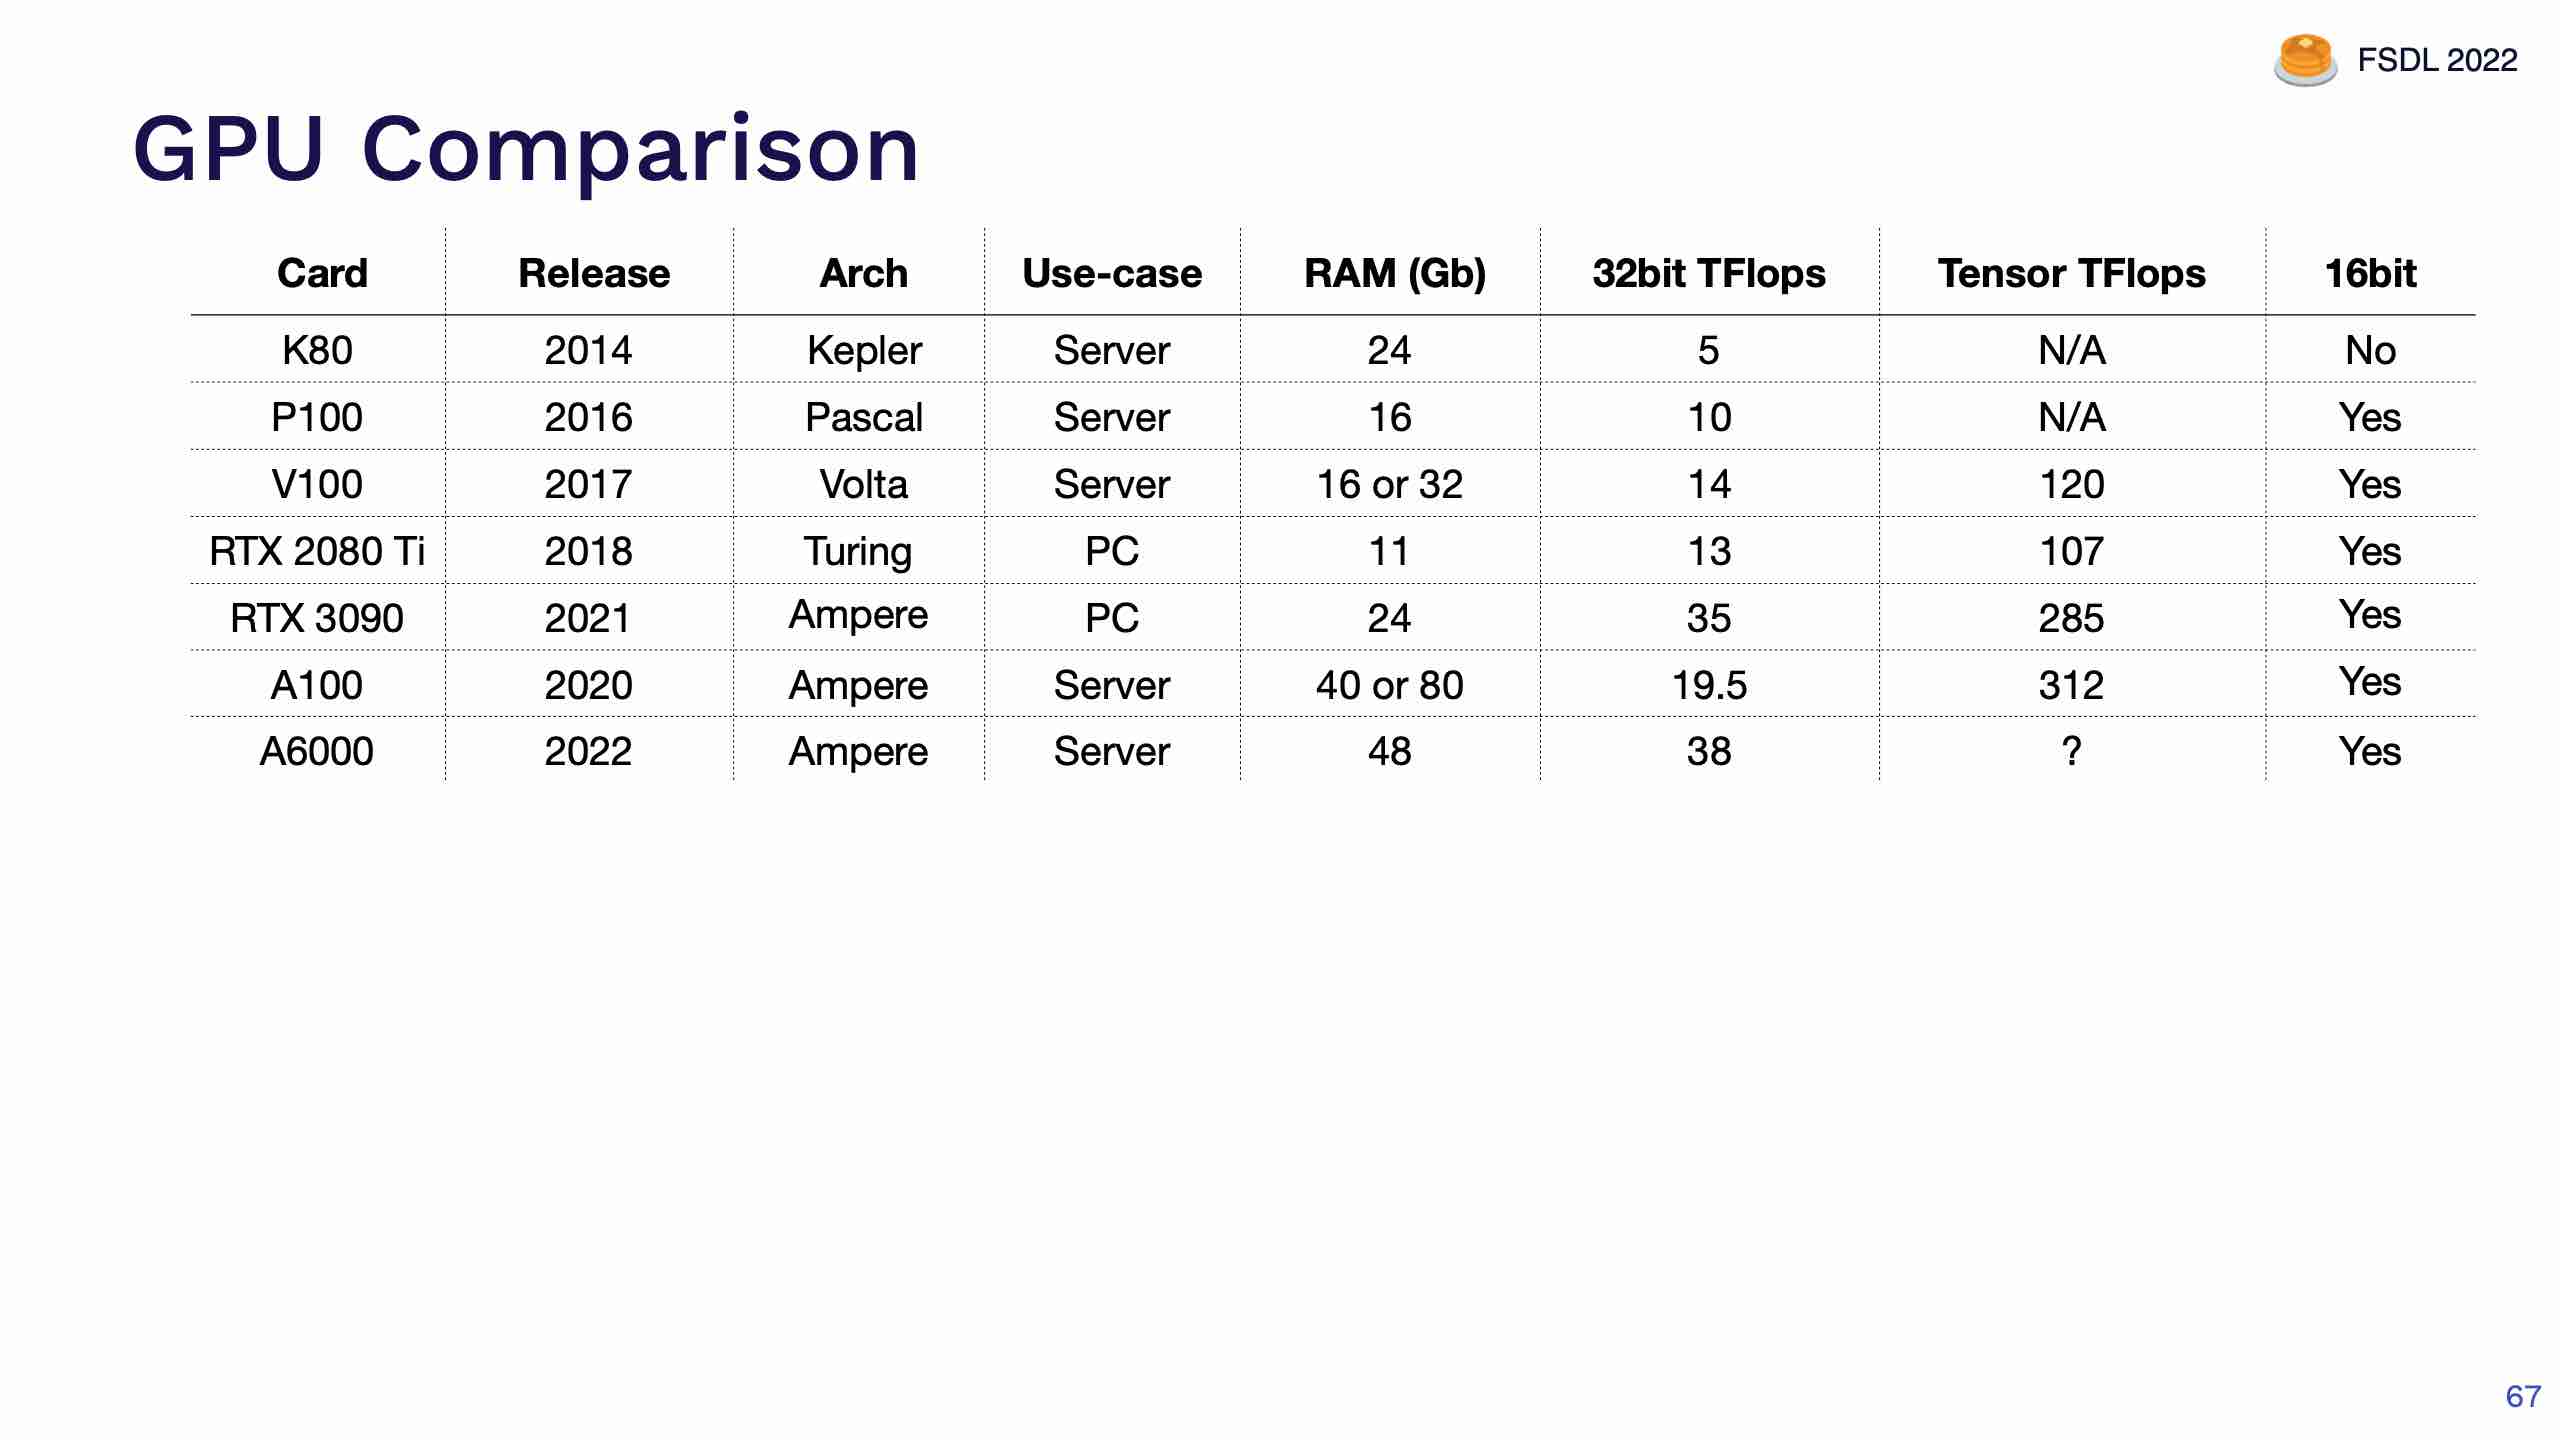 FSDL 2022
GPU Comparison
Card Release Arch Use-case RAM (Gb) 32bit TFlops Tensor TFlops 16bit
K80 2014 Kepler Server 24 5 N/A No
P100 2016 Pascal Server 16 10 N/A Yes
V100 2017 Volta Server 16 or 32 14 120 Yes
RTX 2080 Ti 2018 Turing PC 11 13 107 Yes
RTX 3090 2021 Ampere PC 24 35 285 Yes
A100 2020 Ampere Server 40 or 80 19.5 312 Yes
A6000 2022 Ampere Server 48 38 ? Yes
67